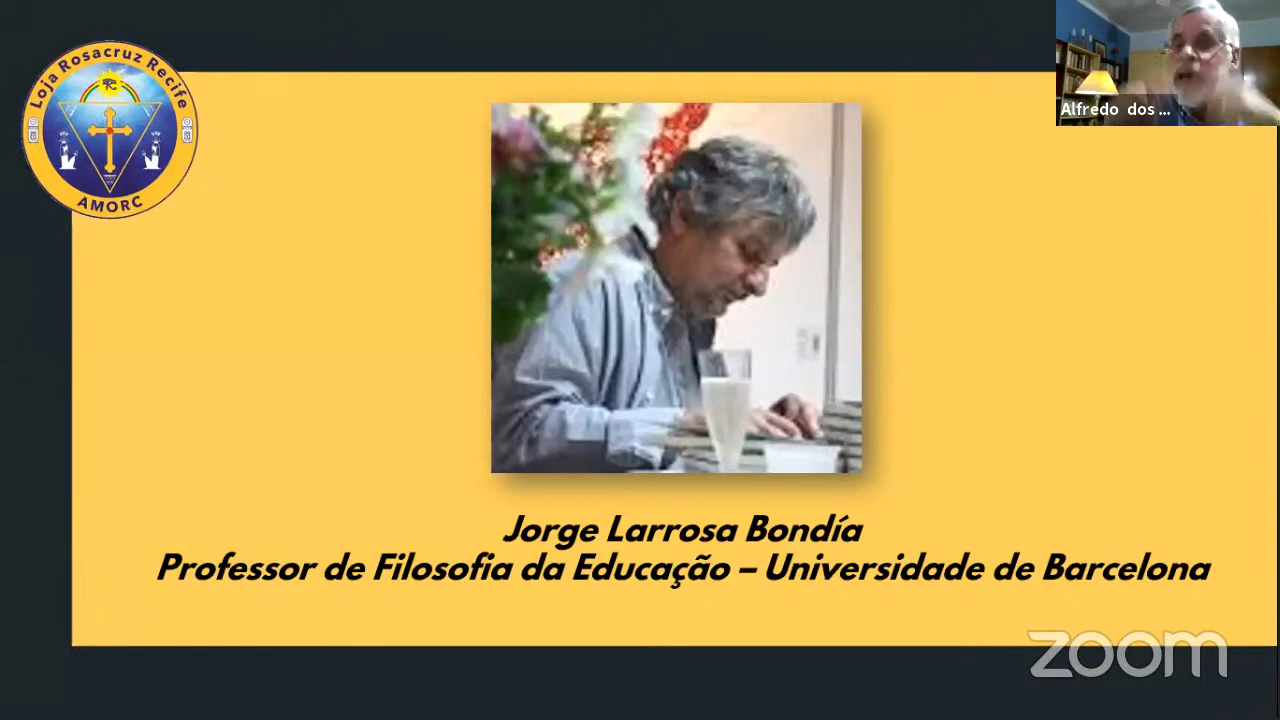 Loja Rosacruz Recife
AMORC
Alfredo dos ...
Jorge Larrosa Bondía
Professor de Filosofia da Educação – Universidade de Barcelona
zoom